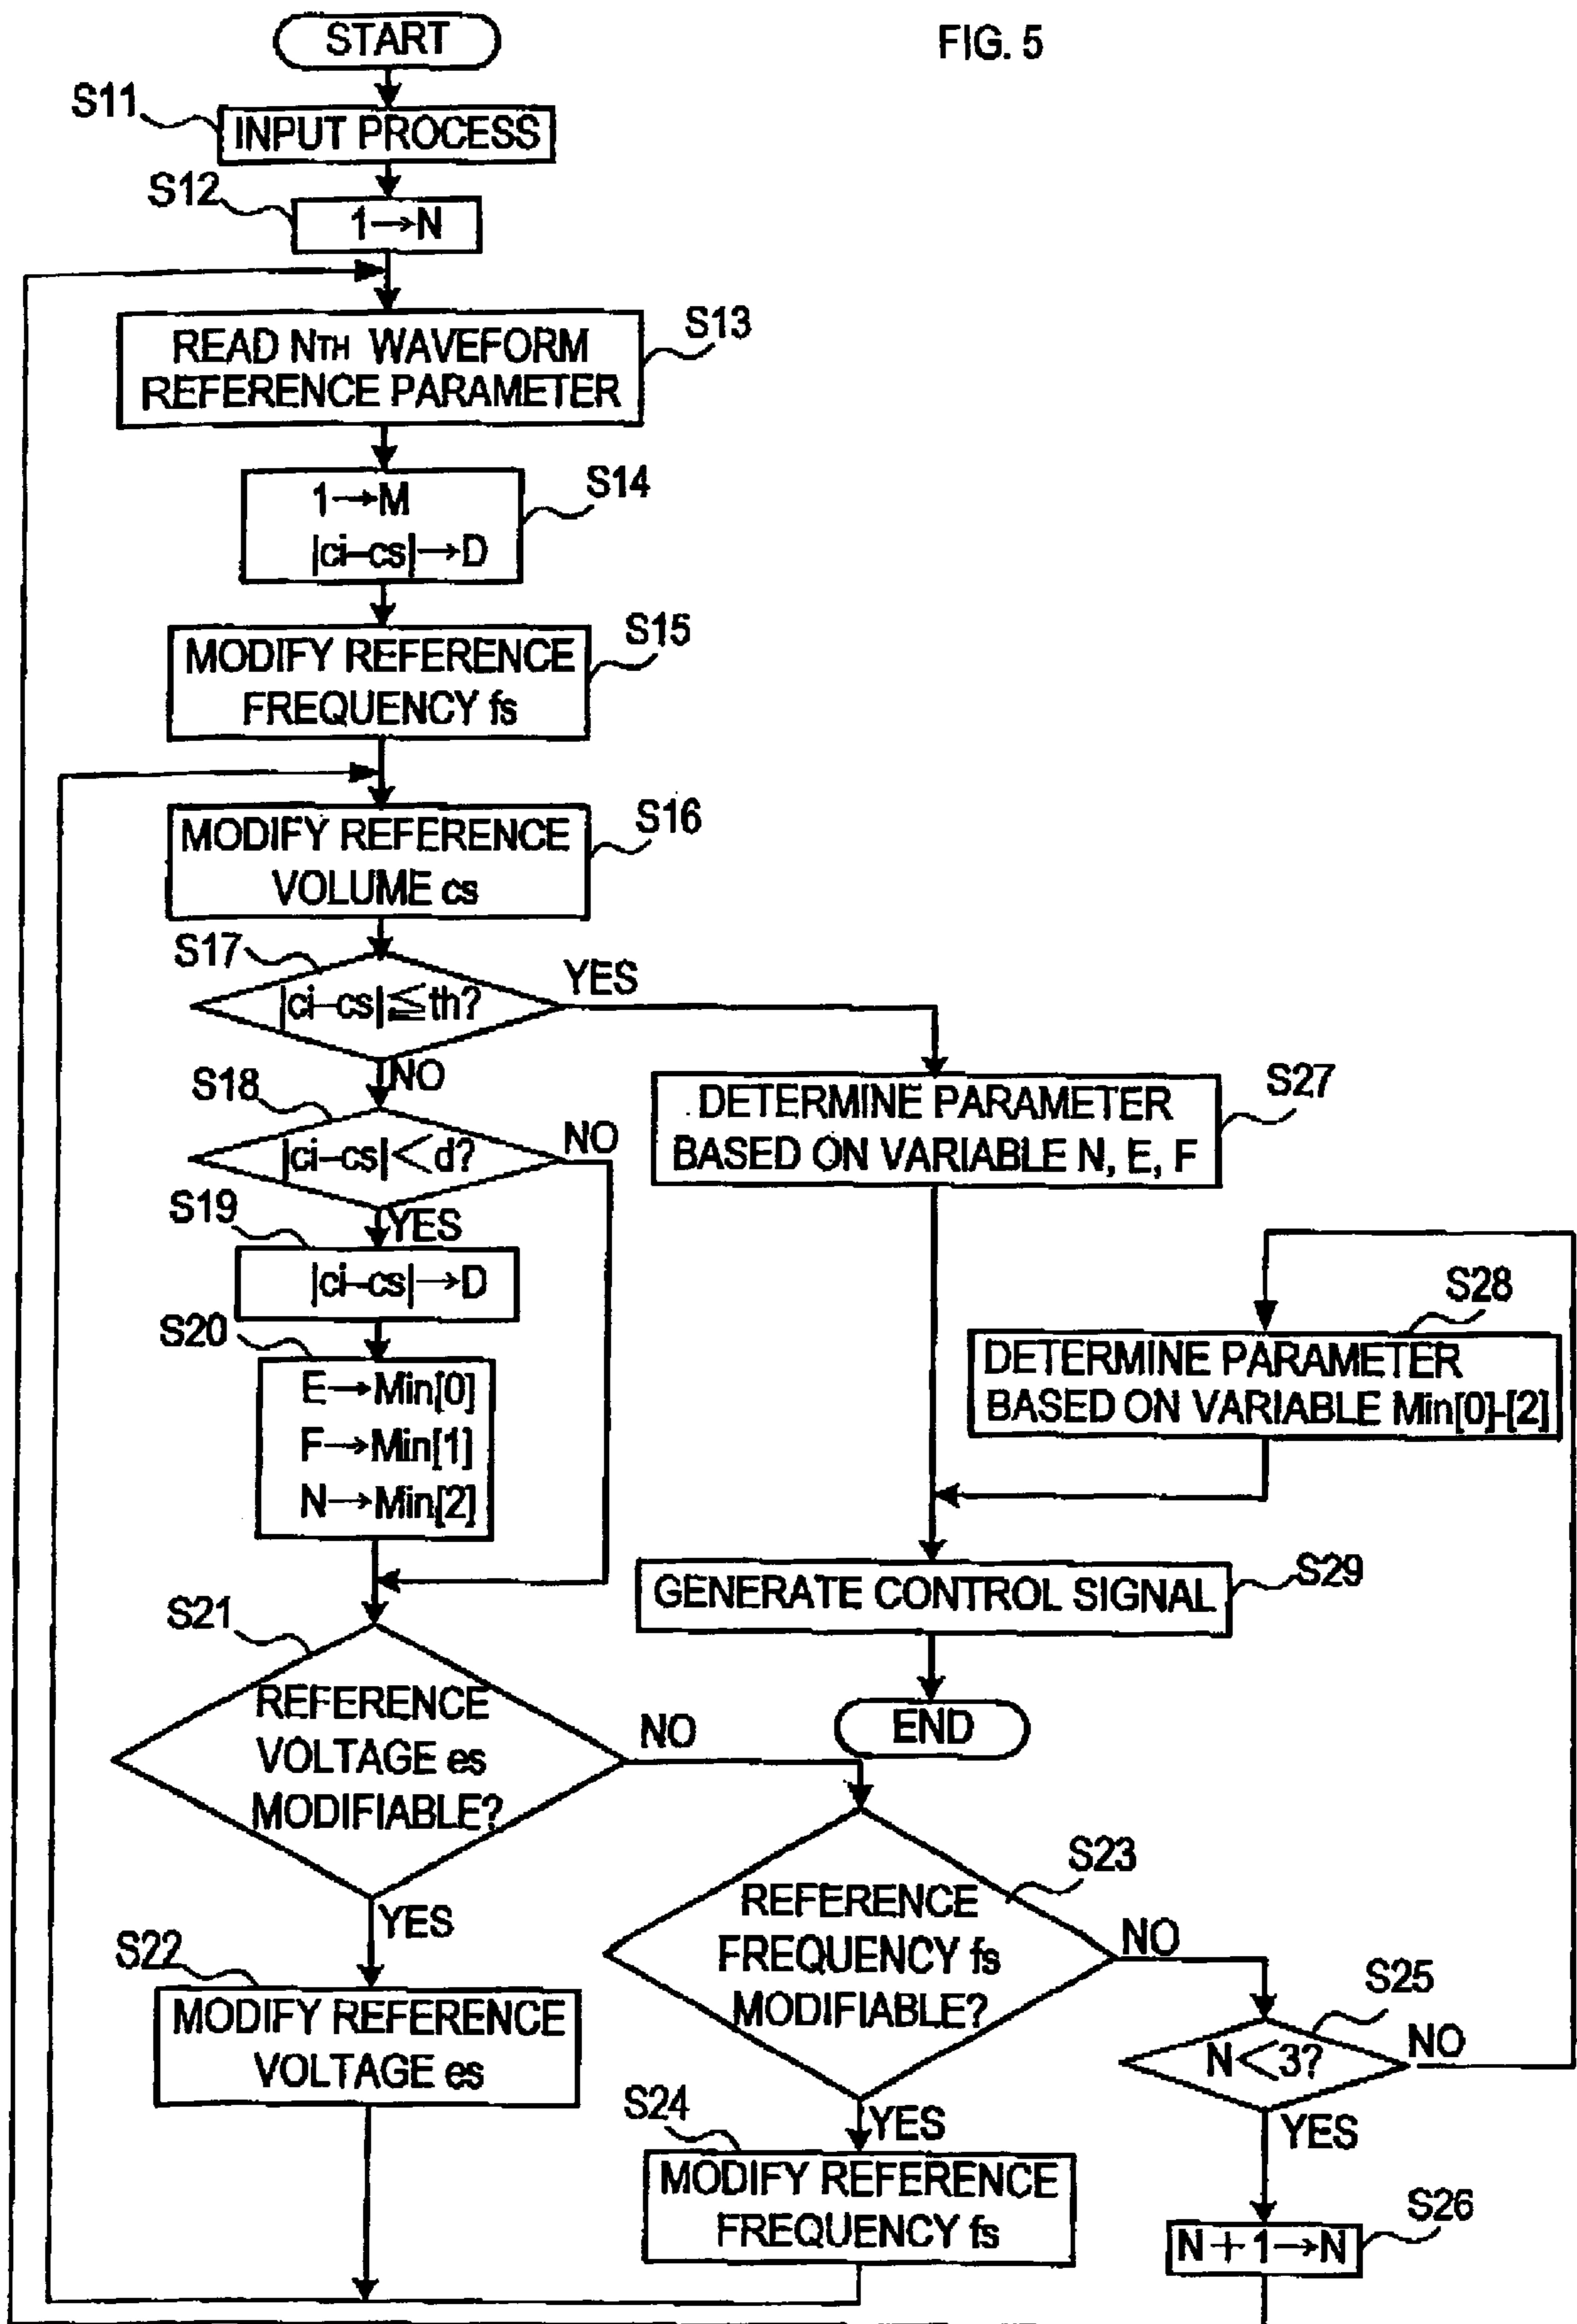 FIG. 5
START
S11
INPUT PROCESS
S12
1→N
S13
READ NTH WAVEFORM
REFERENCE PARAMETER
S14
1→M
|ci–cs|→D
S15
MODIFY REFERENCE
FREQUENCY fs
S16
MODIFY REFERENCE
VOLUME cs
S17
|ci–cs|≦th?
YES
NO
S18
|ci–cs|<d?
NO
YES
S19
|ci–cs|→D
S20
E→Min[0]
F→Min[1]
N→Min[2]
S27
DETERMINE PARAMETER
BASED ON VARIABLE N, E, F
S28
DETERMINE PARAMETER
BASED ON VARIABLE Min[0]-[2]
S29
GENERATE CONTROL SIGNAL
END
S21
REFERENCE
VOLTAGE es
MODIFIABLE?
NO
YES
S22
MODIFY REFERENCE
VOLTAGE es
S23
REFERENCE
FREQUENCY fs
MODIFIABLE?
NO
YES
S24
MODIFY REFERENCE
FREQUENCY fs
S25
N<3?
NO
YES
S26
N+1→N